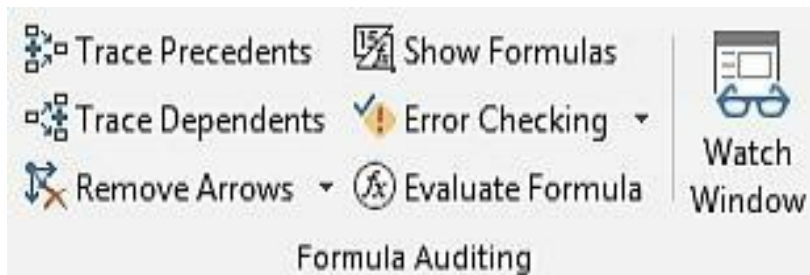 Trace Precedents
Trace Dependents
Remove Arrows
Show Formulas
Error Checking
Evaluate Formula
Watch
Window
Formula Auditing